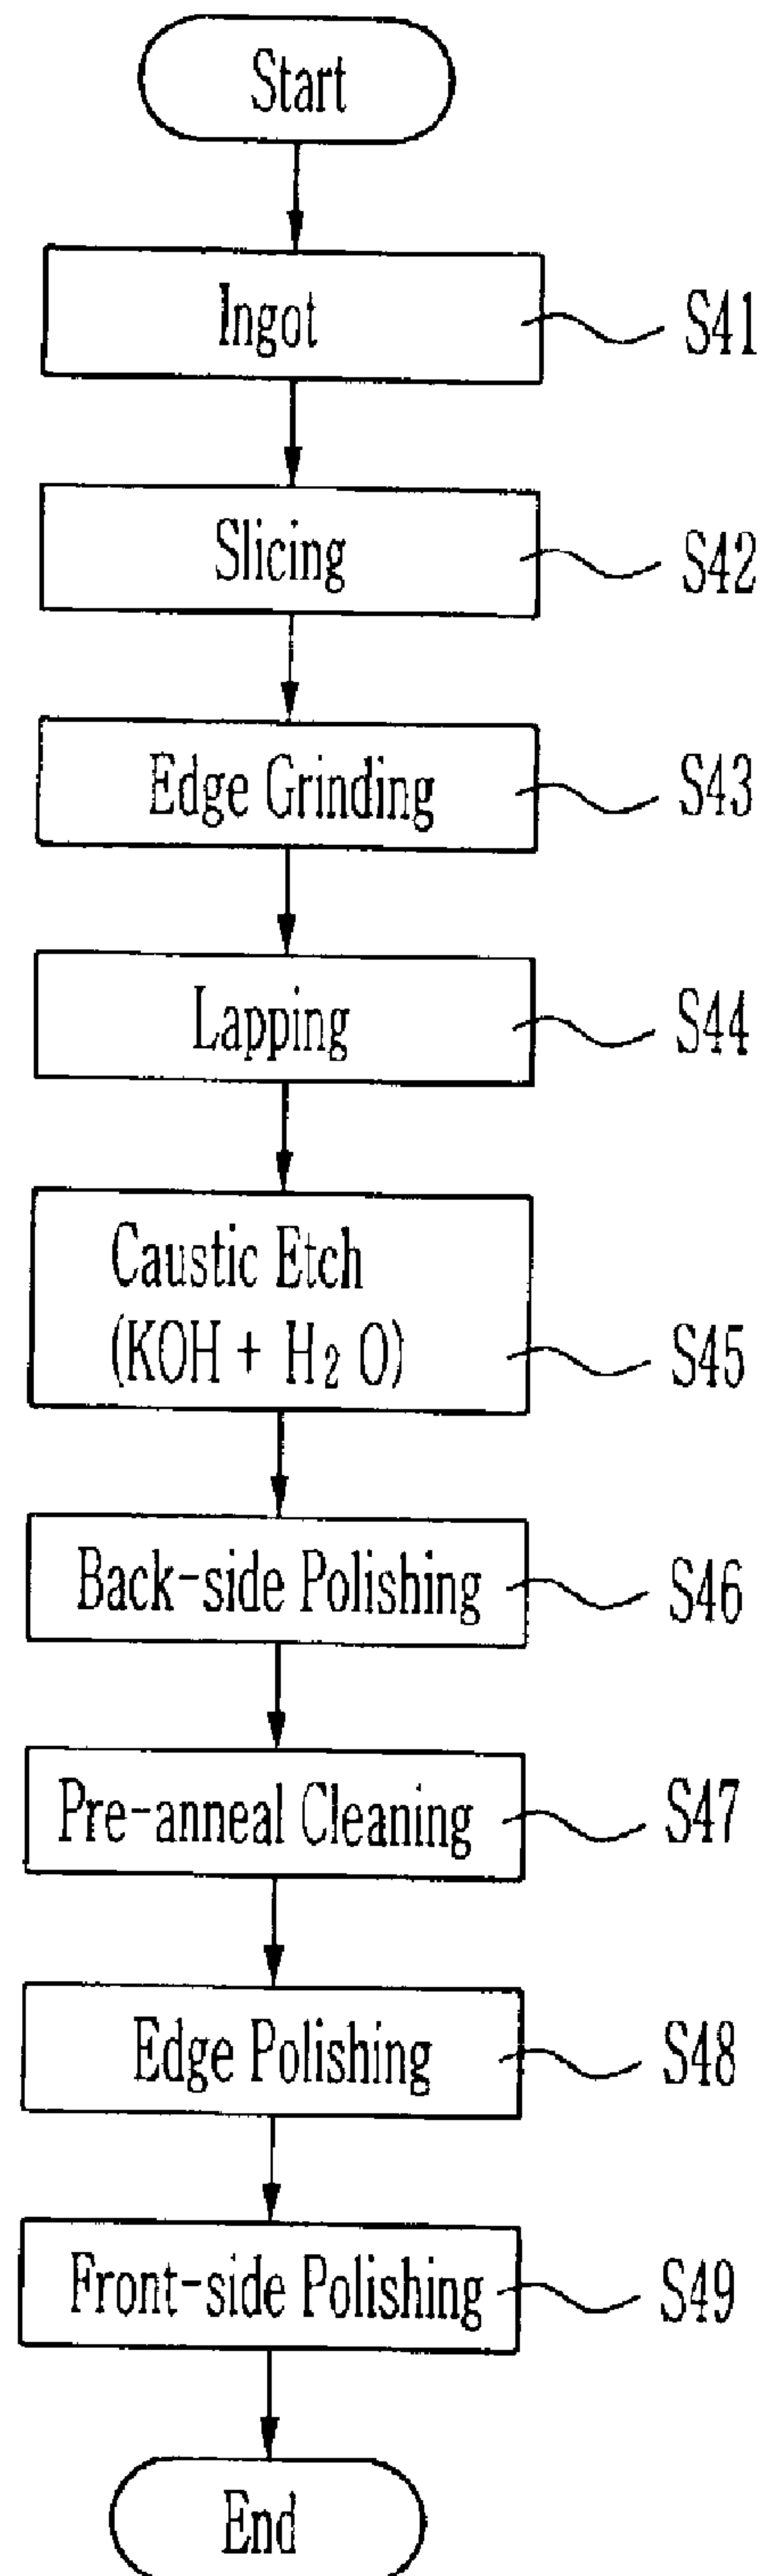 Start
Ingot
S41
Slicing
S42
Edge Grinding
S43
Lapping
S44
Caustic Etch
(KOH + H₂ O)
S45
Back-side Polishing
S46
Pre-anneal Cleaning
S47
Edge Polishing
S48
Front-side Polishing
S49
End